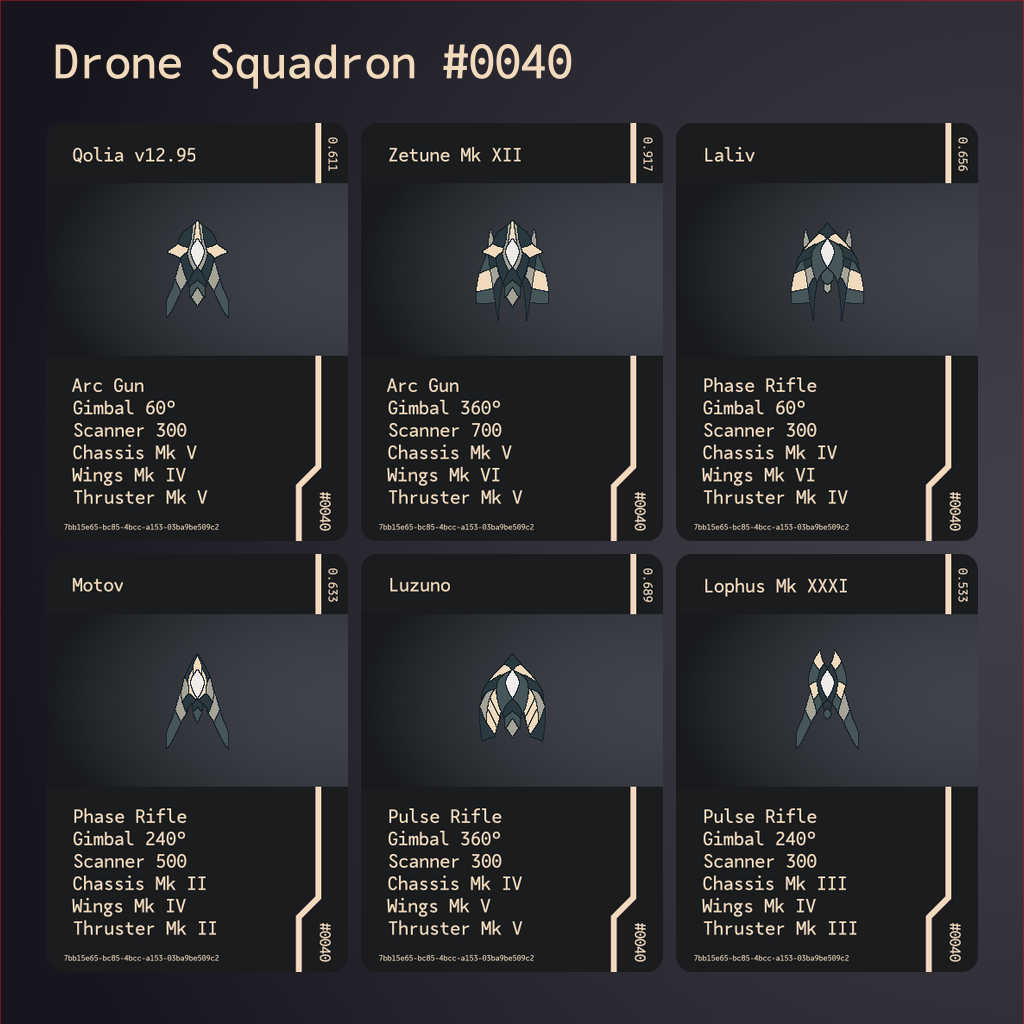 Drone Squadron #0040
Qolia v12.95
0.611
Arc Gun
Gimbal 60°
Scanner 300
Chassis Mk V
Wings Mk IV
Thruster Mk V
#0040
7bb15e65-bc85-4bcc-a153-03ba9be509c2
Zetune Mk XII
0.917
Arc Gun
Gimbal 360°
Scanner 700
Chassis Mk V
Wings Mk VI
Thruster Mk V
#0040
7bb15e65-bc85-4bcc-a153-03ba9be509c2
Laliv
0.656
Phase Rifle
Gimbal 60°
Scanner 300
Chassis Mk IV
Wings Mk VI
Thruster Mk IV
#0040
7bb15e65-bc85-4bcc-a153-03ba9be509c2
Motov
0.633
Phase Rifle
Gimbal 240°
Scanner 500
Chassis Mk II
Wings Mk IV
Thruster Mk II
#0040
7bb15e65-bc85-4bcc-a153-03ba9be509c2
Luzuno
0.689
Pulse Rifle
Gimbal 360°
Scanner 300
Chassis Mk IV
Wings Mk V
Thruster Mk V
#0040
7bb15e65-bc85-4bcc-a153-03ba9be509c2
Lophus Mk XXXI
0.533
Pulse Rifle
Gimbal 240°
Scanner 300
Chassis Mk III
Wings Mk IV
Thruster Mk III
#0040
7bb15e65-bc85-4bcc-a153-03ba9be509c2